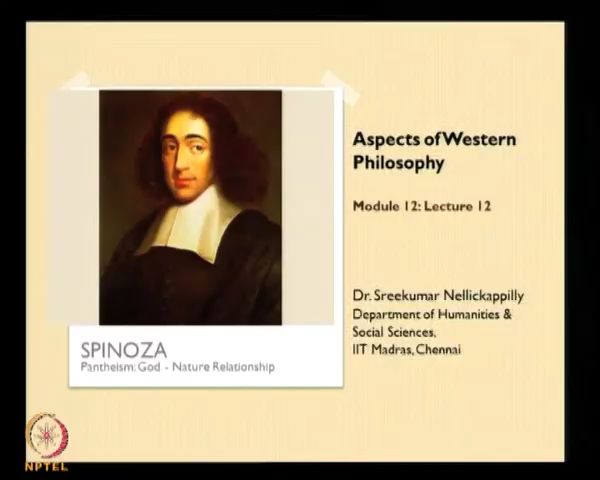 Aspects of Western
Philosophy
Module 12: Lecture 12
Dr. Sreekumar Nellickappilly
Department of Humanities &
Social Sciences,
IIT Madras, Chennai
SPINOZA
Pantheism: God - Nature Relationship
NPTEL